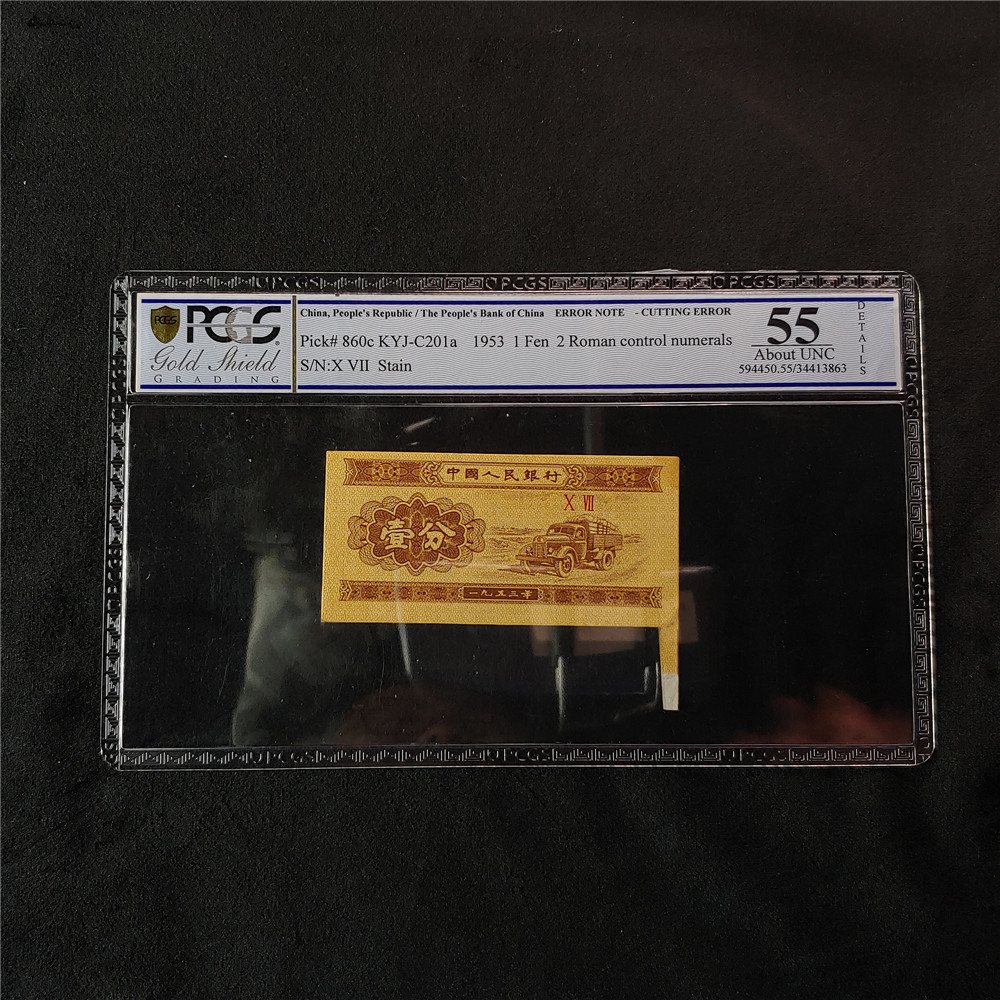 China, People's Republic / The People's Bank of China ERROR NOTE - CUTTING ERROR
PCGS
PCGS
Gold Shield
GRADING
Pick# 860c KYJ-C201a 1953 1 Fen 2 Roman control numerals
S/N:X VII Stain
55
About UNC
594450.55/34413863
DETAILS
中國人民銀行
X VII
壹分
一九五三年